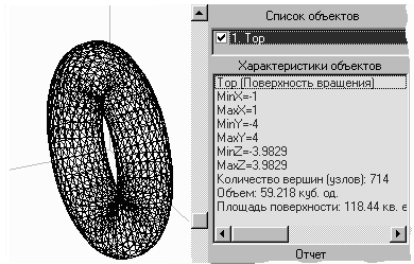 Список объектов
1. Тор
Характеристики объектов
Тор (Поверхность вращения)
MinX=-1
MaxX=1
MinY=-4
MaxY=4
MinZ=-3.9829
MaxZ=3.9829
Количество вершин (узлов): 714
Объем: 59.218 куб. ед.
Площадь поверхности: 118.44 кв. е
Отчет